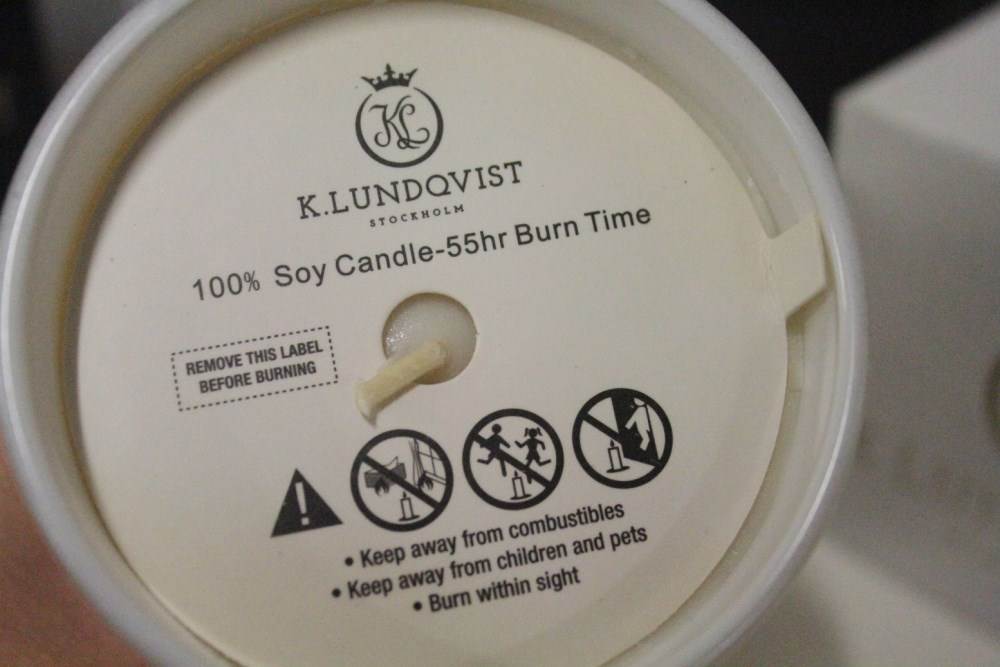 KL
K.LUNDQVIST
STOCKHOLM
100% Soy Candle-55hr Burn Time
REMOVE THIS LABEL
BEFORE BURNING
• Keep away from combustibles
• Keep away from children and pets
• Burn within sight